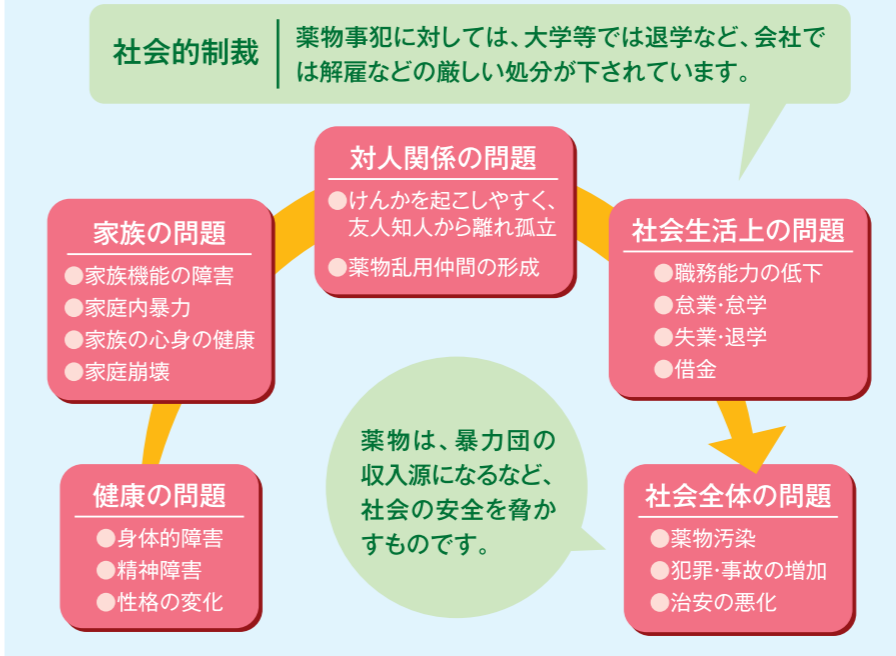 社会的制裁
薬物事犯に対しては、大学等では退学など、会社で
は解雇などの厳しい処分が下されています。
対人関係の問題
●けんかを起こしやすく、
友人知人から離れ孤立
●薬物乱用仲間の形成
家族の問題
●家族機能の障害
●家庭内暴力
●家族の心身の健康
●家庭崩壊
社会生活上の問題
●職務能力の低下
●怠業・怠学
●失業・退学
●借金
薬物は、暴力団の
収入源になるなど、
社会の安全を脅か
すものです。
健康の問題
●身体的障害
●精神障害
●性格の変化
社会全体の問題
●薬物汚染
●犯罪・事故の増加
●治安の悪化